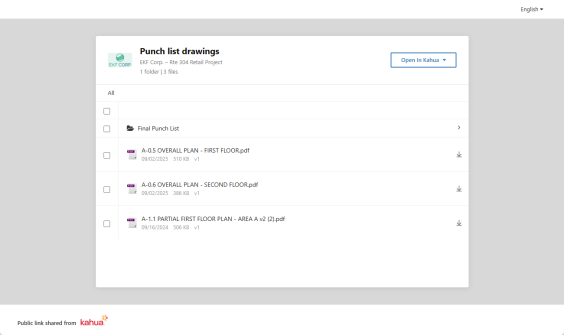 English
Punch list drawings
EKF Corp. – Rte 304 Retail Project
1 folder | 3 files
Open in Kahua
EKF CORP
All
Final Punch List
A-0.5 OVERALL PLAN - FIRST FLOOR.pdf
09/02/2025 510 KB v1
A-0.6 OVERALL PLAN - SECOND FLOOR.pdf
09/02/2025 386 KB v1
A-1.1 PARTIAL FIRST FLOOR PLAN - AREA A v2 (2).pdf
09/10/2024 506 KB v1
Public link shared from kahua